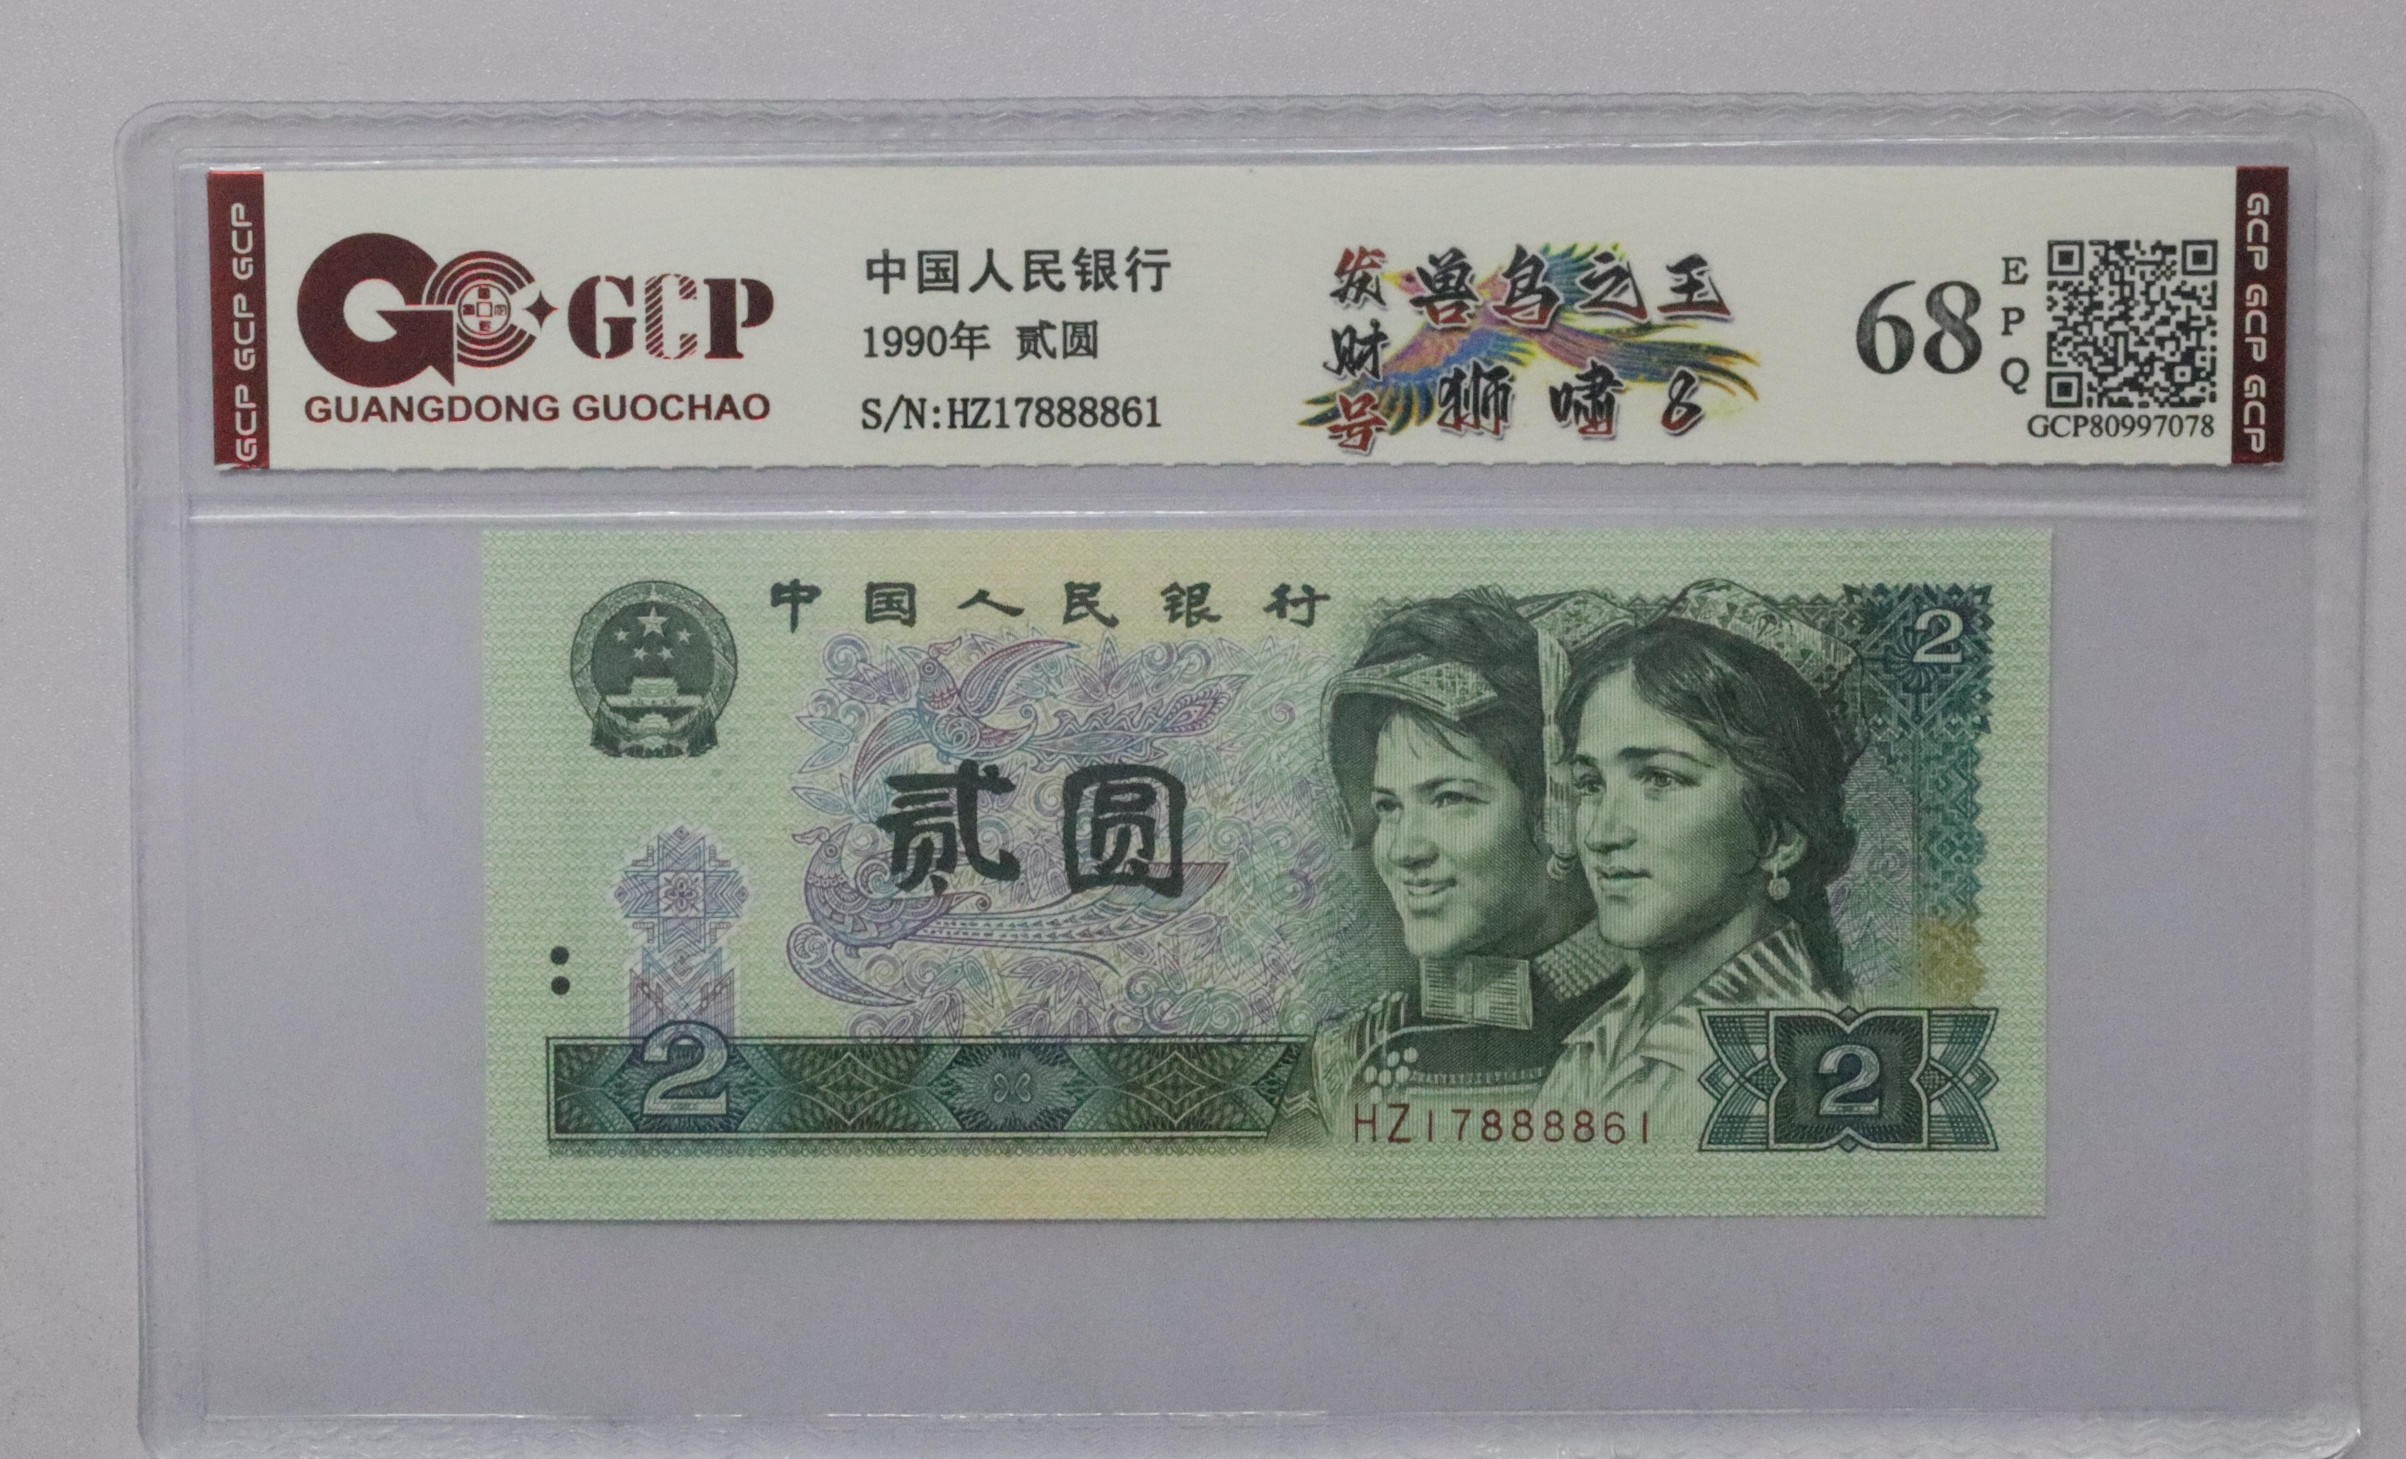 GCP GCP GCP
GCP
GUANGDONG GUOCHAO
中国人民银行
1990年 贰圆
S/N:HZ17888861
发财号
兽鸟之王
狮啸8
68
EPQ
GCP80997078
GCP GCP GCP
中国人民银行
2
贰圆
2
HZ17888861
2